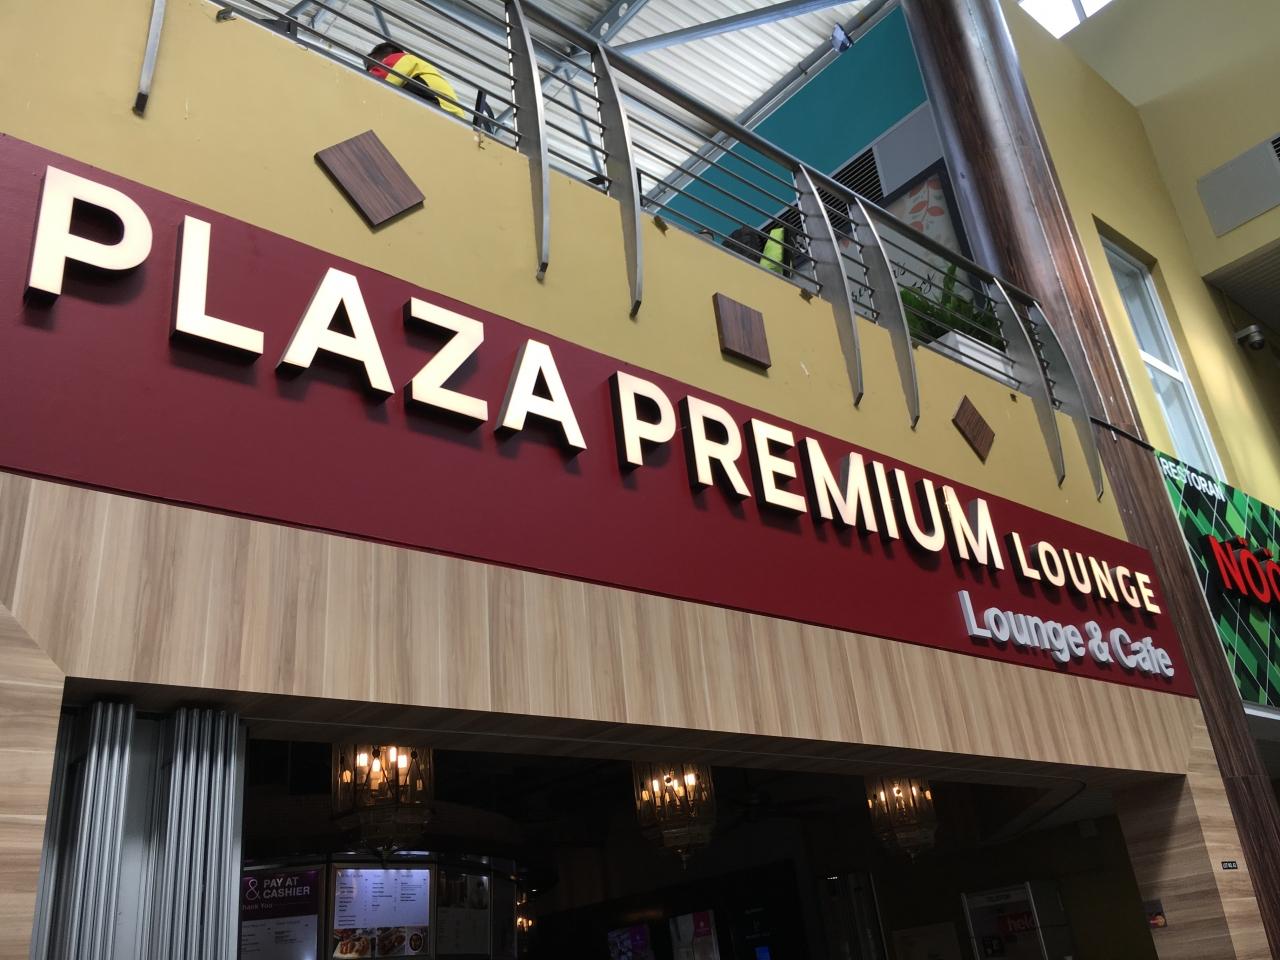 PLAZA PREMIUM LOUNGE
Lounge & Cafe
RESTORAN
& PAY AT
CASHIER